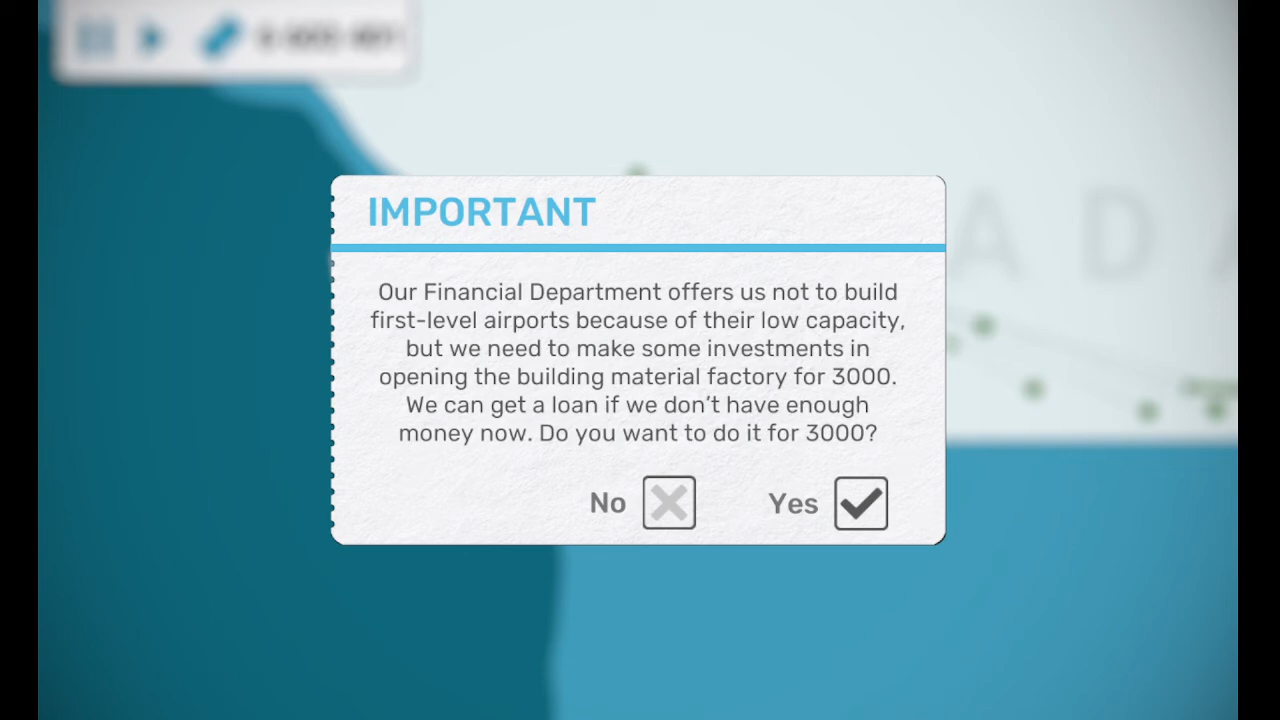 IMPORTANT
Our Financial Department offers us not to build
first-level airports because of their low capacity,
but we need to make some investments in
opening the building material factory for 3000.
We can get a loan if we don't have enough
money now. Do you want to do it for 3000?
No
Yes
A D A